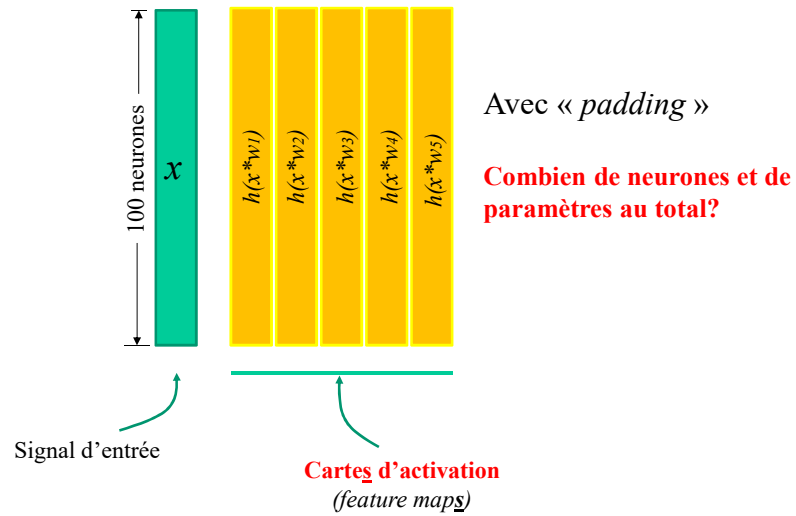 100 neurones
x
h(x*w1)
h(x*w2)
h(x*w3)
h(x*w4)
h(x*w5)
Avec « padding »
Combien de neurones et de
paramètres au total?
Signal d’entrée
Cartes d’activation
(feature maps)